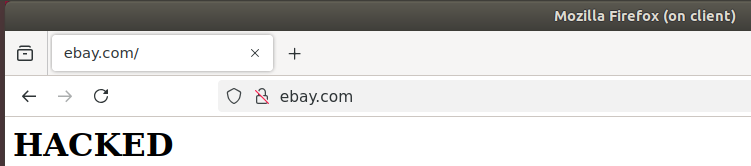 Mozilla Firefox (on client)
ebay.com/
ebay.com
HACKED